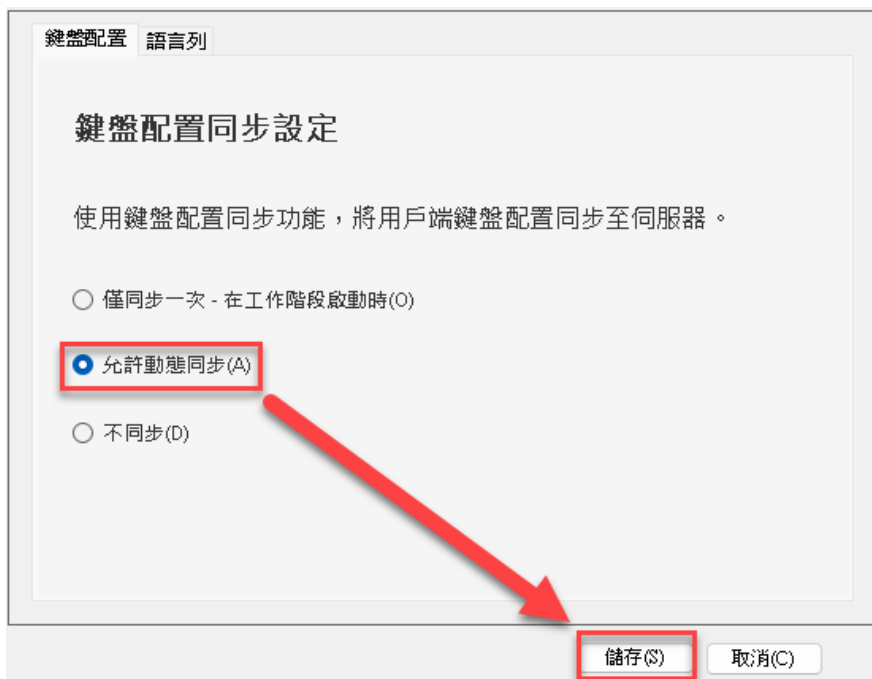 鍵盤配置 語言列
鍵盤配置同步設定
使用鍵盤配置同步功能，將用戶端鍵盤配置同步至伺服器。
僅同步一次 - 在工作階段啟動時(O)
允許動態同步(A)
不同步(D)
儲存(S) 取消(C)